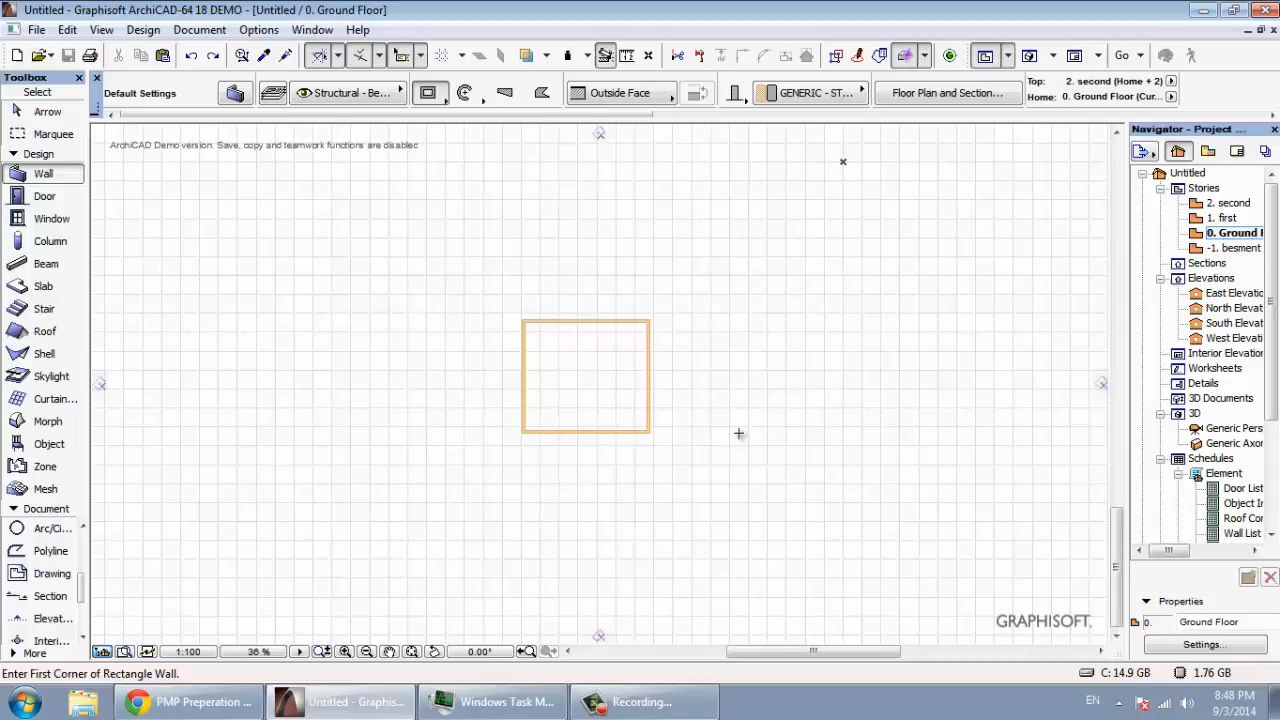 Untitled - Graphisoft ArchiCAD-64 18 DEMO - [Untitled / 0. Ground Floor]
File Edit View Design Document Options Window Help
Go
Toolbox
Select
Arrow
Marquee
Design
Wall
Door
Window
Column
Beam
Slab
Stair
Roof
Shell
Skylight
Curtain...
Morph
Object
Zone
Mesh
Document
Arc/Ci...
Polyline
Drawing
Section
Elevat...
Interi...
More
Default Settings
Structural - Be...
Outside Face
GENERIC - ST...
Floor Plan and Section...
Top: 2. second (Home + 2)
Home: 0. Ground Floor (Cur...
ArchiCAD Demo version. Save, copy and teamwork functions are disabled
GRAPHISOFT.
Navigator - Project ...
Untitled
Stories
2. second
1. first
0. Ground F
-1. besment
Sections
Elevations
East Elevatio
North Elevati
South Elevat
West Elevatio
Interior Elevation
Worksheets
Details
3D Documents
3D
Generic Pers
Generic Axon
Schedules
Element
Door List
Object In
Roof Cor
Wall List
Properties
0. Ground Floor
Settings...
1:100 36 % 0.00°
Enter First Corner of Rectangle Wall.
C: 14.9 GB 1.76 GB
PMP Preperation ...
Untitled - Graphis...
Windows Task M...
Recording...
EN
8:48 PM
9/3/2014